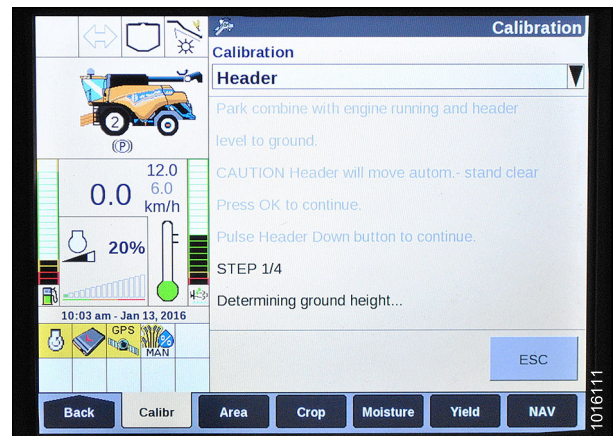 Calibration
Calibration
Header
Park combine with engine running and header
level to ground.
CAUTION Header will move autom.- stand clear
Press OK to continue.
Pulse Header Down button to continue.
STEP 1/4
Determining ground height...
ESC
2
(P)
12.0
0.0
6.0
km/h
20%
F
10:03 am - Jan 13, 2016
GPS
MAN
Back
Calibr
Area
Crop
Moisture
Yield
NAV
1016111